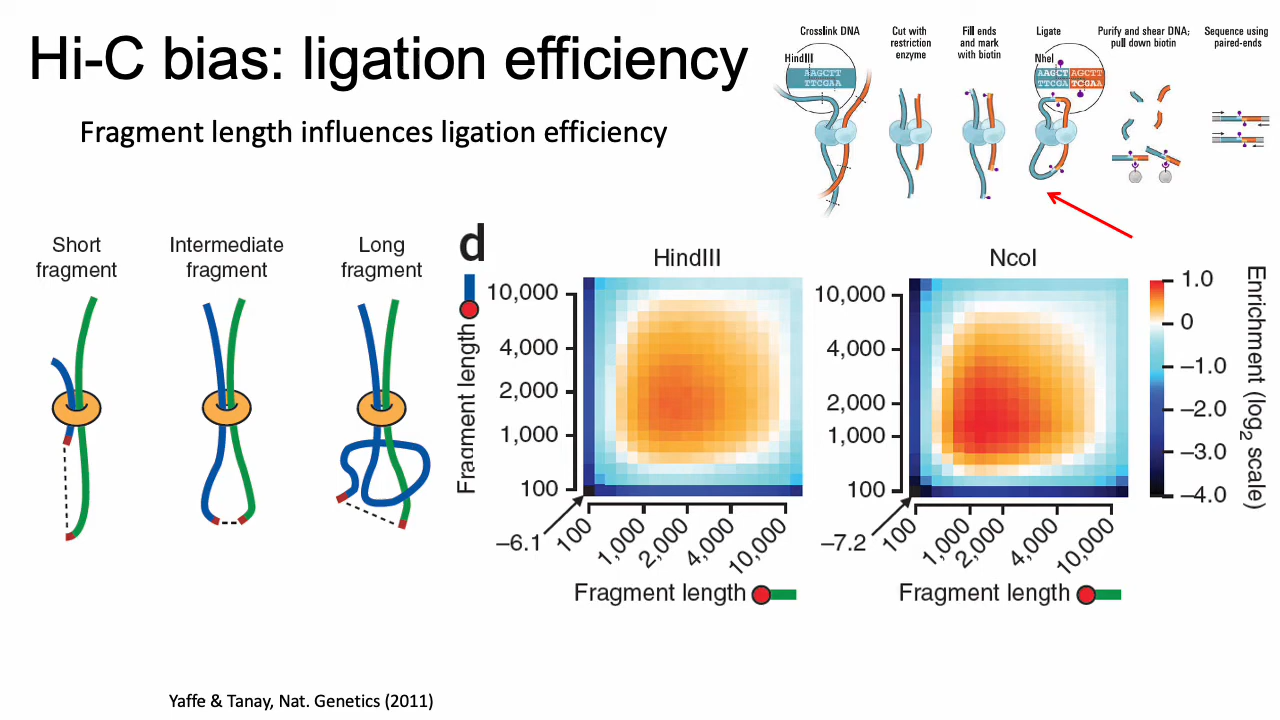 Hi-C bias: ligation efficiency
Fragment length influences ligation efficiency
Crosslink DNA
Cut with
restriction
enzyme
Fill ends
and mark
with biotin
Ligate
Purify and shear DNA;
pull down biotin
Sequence using
paired-ends
HindIII
AAGCTT
TTCGAA
NheI
AAGCTAGCTT
TTCGATCGAA
Short
fragment
Intermediate
fragment
Long
fragment
d
HindIII
Fragment length
10,000
4,000
2,000
1,000
100
–6.1
100
1,000
2,000
4,000
10,000
Fragment length
NcoI
10,000
4,000
2,000
1,000
100
–7.2
100
1,000
2,000
4,000
10,000
Fragment length
1.0
0
–1.0
–2.0
–3.0
–4.0
Enrichment (log2 scale)
Yaffe & Tanay, Nat. Genetics (2011)